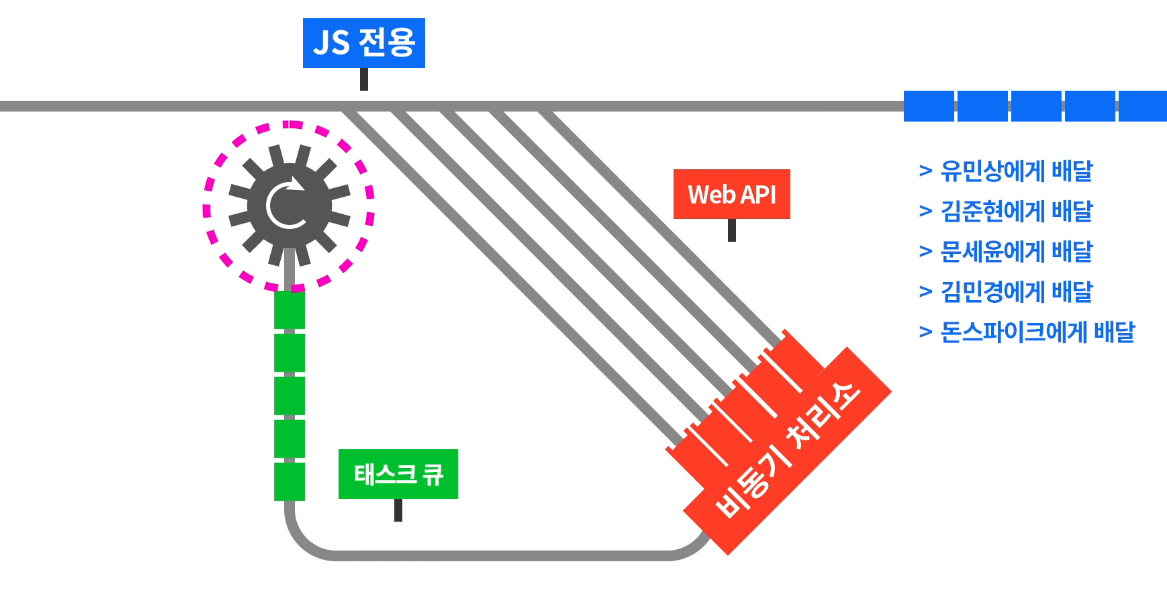 JS 전용
Web API
> 유민상에게 배달
> 김준현에게 배달
> 문세윤에게 배달
> 김민경에게 배달
> 돈스파이크에게 배달
비동기 처리소
태스크 큐